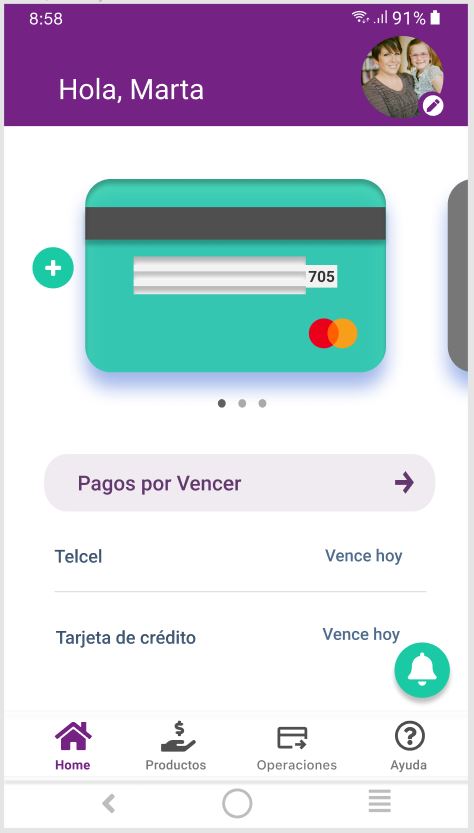 8:58
91%
Hola, Marta
705
Pagos por Vencer
Telcel
Vence hoy
Tarjeta de crédito
Vence hoy
Home
Productos
Operaciones
Ayuda